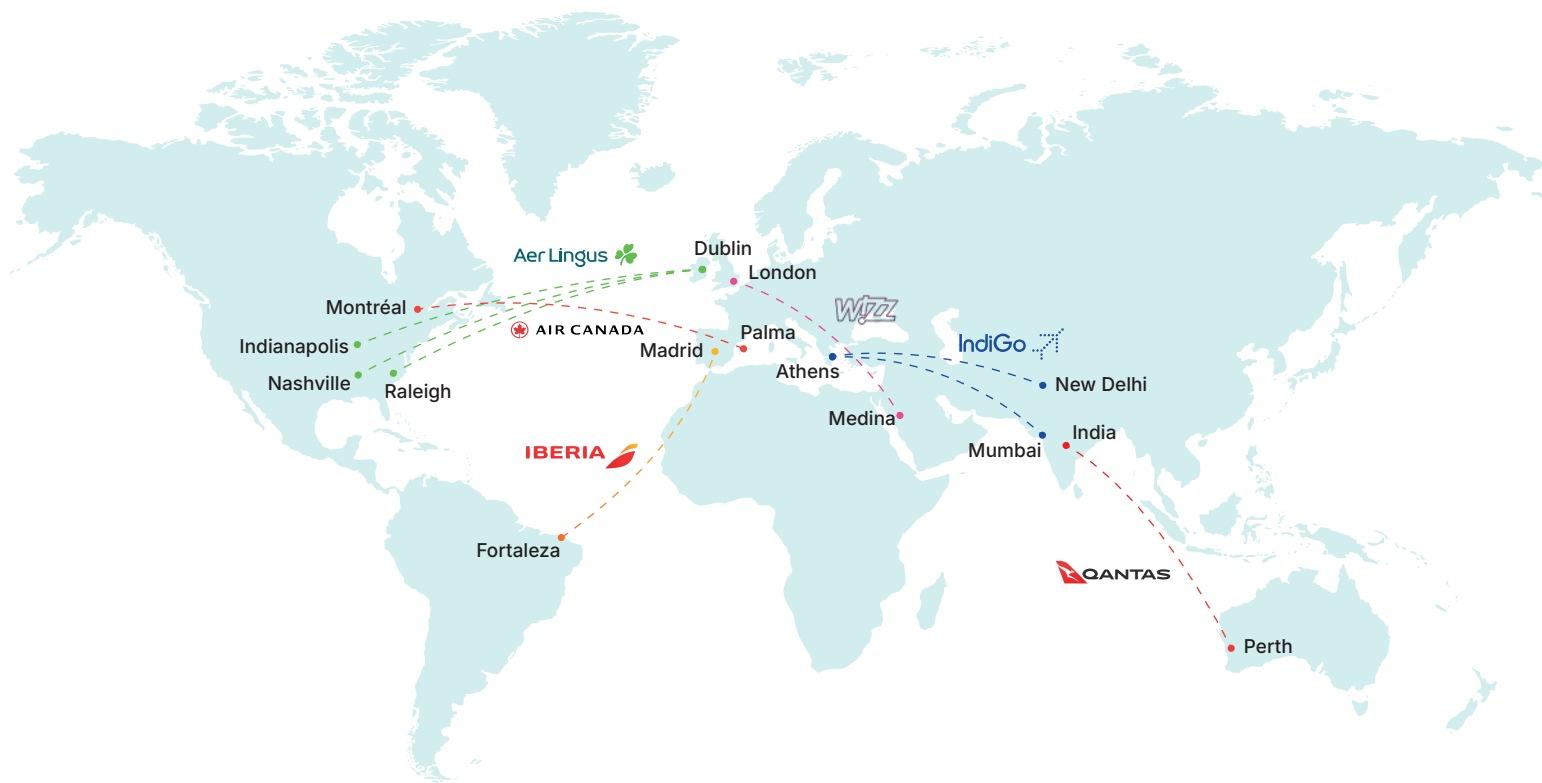 Dublin
Aer Lingus
London
Montréal
WIZZ
AIR CANADA
Palma
Indianapolis
Madrid
IndiGo
Athens
Nashville
Raleigh
New Delhi
Medina
India
Mumbai
IBERIA
Fortaleza
QANTAS
Perth